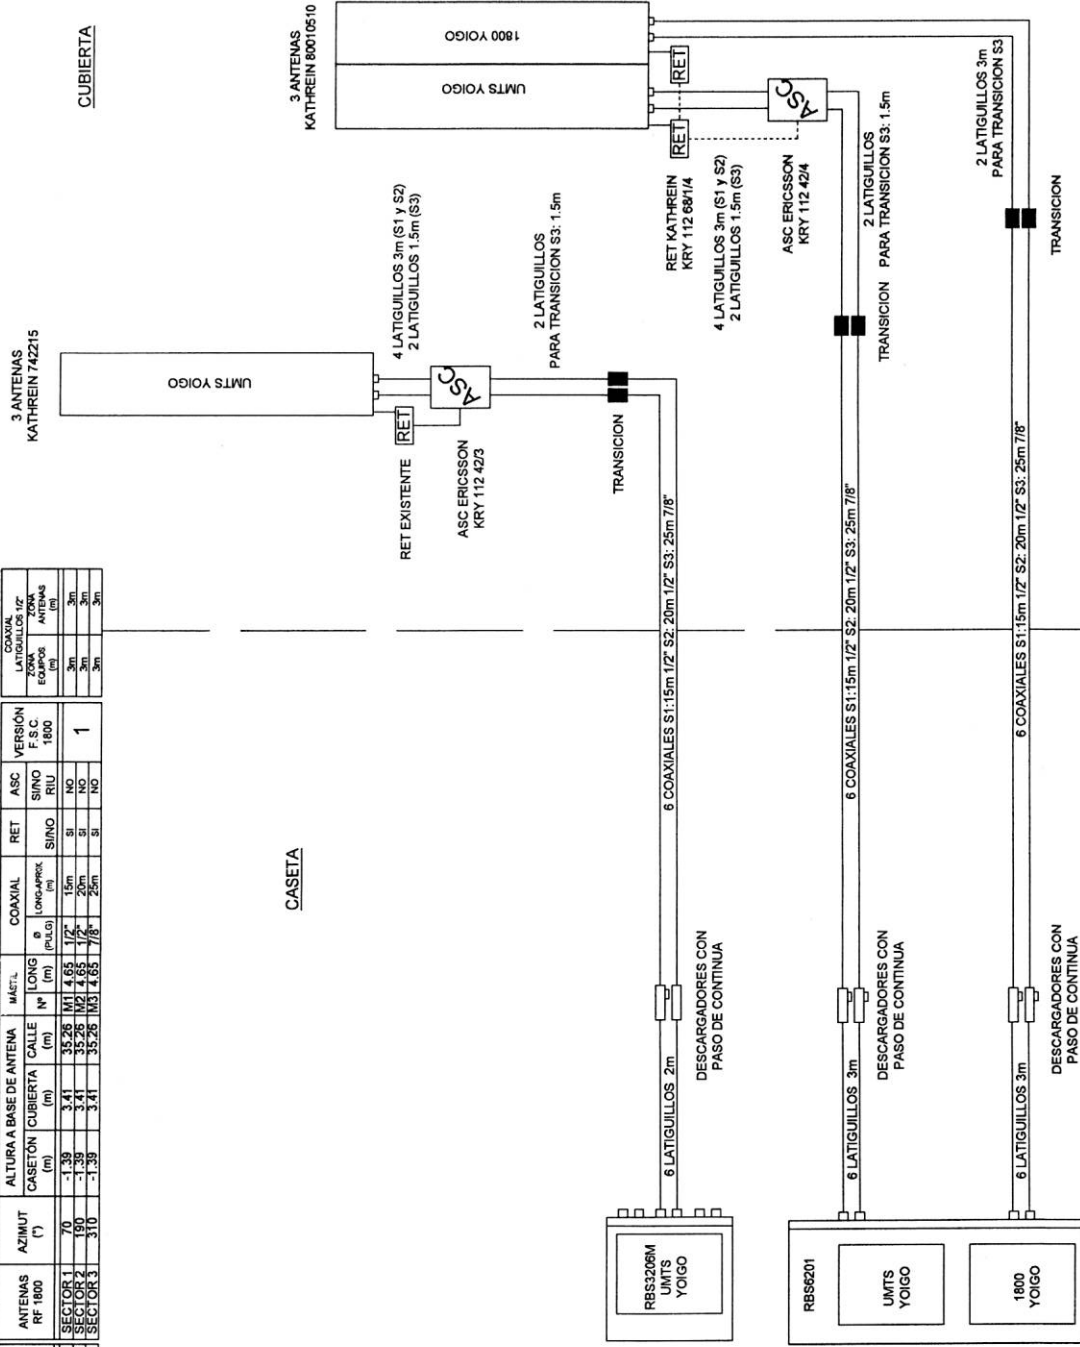 CUBIERTA
3 ANTENAS
KATHREIN 80010510
1800 YOIGO
UMTS YOIGO
RET
RET
ASC
RET KATHREIN
KRY 112 68/1/4
4 LATIGUILLOS 3m (S1 y S2)
2 LATIGUILLOS 1.5m (S3)
ASC ERICSSON
KRY 112 42/4
2 LATIGUILLOS
PARA TRANSICION S3: 1.5m
TRANSICION
2 LATIGUILLOS 3m
PARA TRANSICION S3
TRANSICION
3 ANTENAS
KATHREIN 742215
UMTS YOIGO
4 LATIGUILLOS 3m (S1 y S2)
2 LATIGUILLOS 1.5m (S3)
RET
ASC
RET EXISTENTE
ASC ERICSSON
KRY 112 42/3
2 LATIGUILLOS
PARA TRANSICION S3: 1.5m
TRANSICION
6 COAXIALES S1:15m 1/2" S2: 20m 1/2" S3: 25m 7/8"
6 COAXIALES S1:15m 1/2" S2: 20m 1/2" S3: 25m 7/8"
6 COAXIALES S1:15m 1/2" S2: 20m 1/2" S3: 25m 7/8"
CASETA
DESCARGADORES CON
PASO DE CONTINUA
DESCARGADORES CON
PASO DE CONTINUA
DESCARGADORES CON
PASO DE CONTINUA
6 LATIGUILLOS 2m
6 LATIGUILLOS 3m
6 LATIGUILLOS 3m
RBS3206M
UMTS
YOIGO
RBS6201
UMTS
YOIGO
1800
YOIGO
ANTENAS RF 1800 AZIMUT (°) ALTURA A BASE DE ANTENA MÁSTIL COAXIAL RET ASC VERSIÓN F.S.C. 1800 COAXIAL LATIGUILLOS 1/2"
CASETÓN (m) CUBIERTA (m) CALLE (m) Nº LONG (m) Ø (PULG) LONG-APROX. (m) SI/NO SI/NO RIU ZONA EQUIPOS (m) ZONA ANTENAS (m)
SECTOR 1 70 -1.39 3.41 35.26 M1 4.65 1/2" 15m SI NO 1 3m 3m
SECTOR 2 190 -1.39 3.41 35.26 M2 4.65 1/2" 20m SI NO 3m 3m
SECTOR 3 310 -1.39 3.41 35.26 M3 4.65 7/8" 25m SI NO 3m 3m